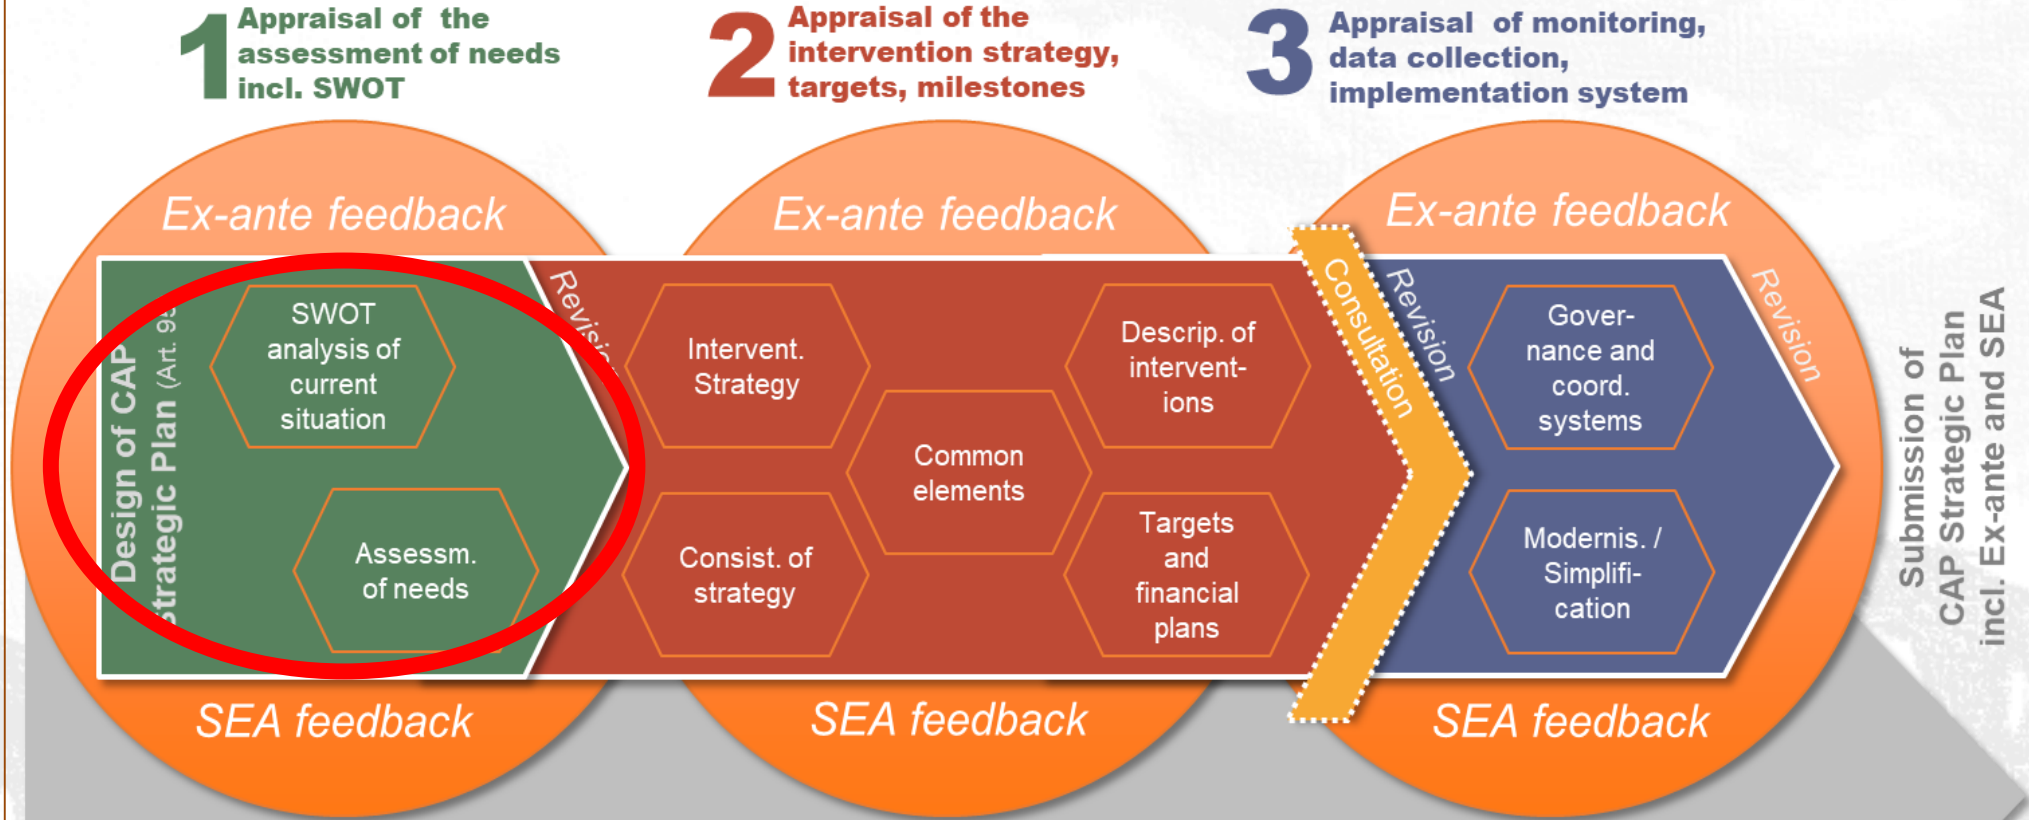 1
Appraisal of the
assessment of needs
incl. SWOT
2
Appraisal of the
intervention strategy,
targets, milestones
3
Appraisal of monitoring,
data collection,
implementation system
Ex-ante feedback
Ex-ante feedback
Ex-ante feedback
Design of CAP
Strategic Plan (Art. 95
SWOT
analysis of
current
situation
Assessm.
of needs
Revision
Intervent.
Strategy
Consist. of
strategy
Common
elements
Descrip. of
intervent-
ions
Targets
and
financial
plans
Consultation
Revision
Gover-
nance and
coord.
systems
Modernis. /
Simplifi-
cation
Revision
Submission of
CAP Strategic Plan
incl. Ex-ante and SEA
SEA feedback
SEA feedback
SEA feedback